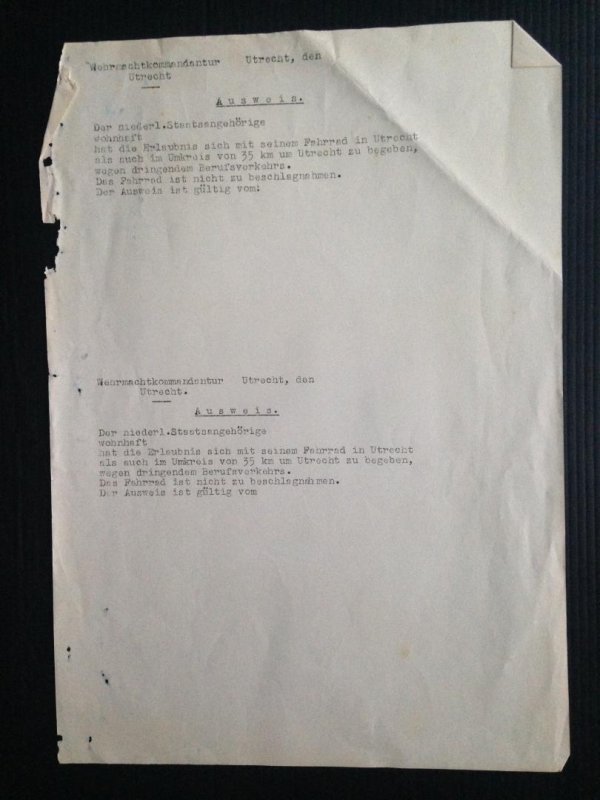 Wehrmachtkommandantur Utrecht, den
Utrecht
Ausweis.
Der niederl.Staatsangehörige
wohnhaft
hat die Erlaubnis sich mit seinem Fahrrad in Utrecht
als auch im Umkreis von 35 km um Utrecht zu begeben,
wegen dringendem Berufsverkehrs.
Das Fahrrad ist nicht zu beschlagnahmen.
Der Ausweis ist gültig vom:
Wehrmachtkommandantur Utrecht, den
Utrecht.
Ausweis.
Der niederl.Staatsangehörige
wohnhaft
hat die Erlaubnis sich mit seinem Fahrrad in Utrecht
als auch im Umkreis von 35 km um Utrecht zu begeben,
wegen dringendem Berufsverkehrs.
Das Fahrrad ist nicht zu beschlagnahmen.
Der Ausweis ist gültig vom